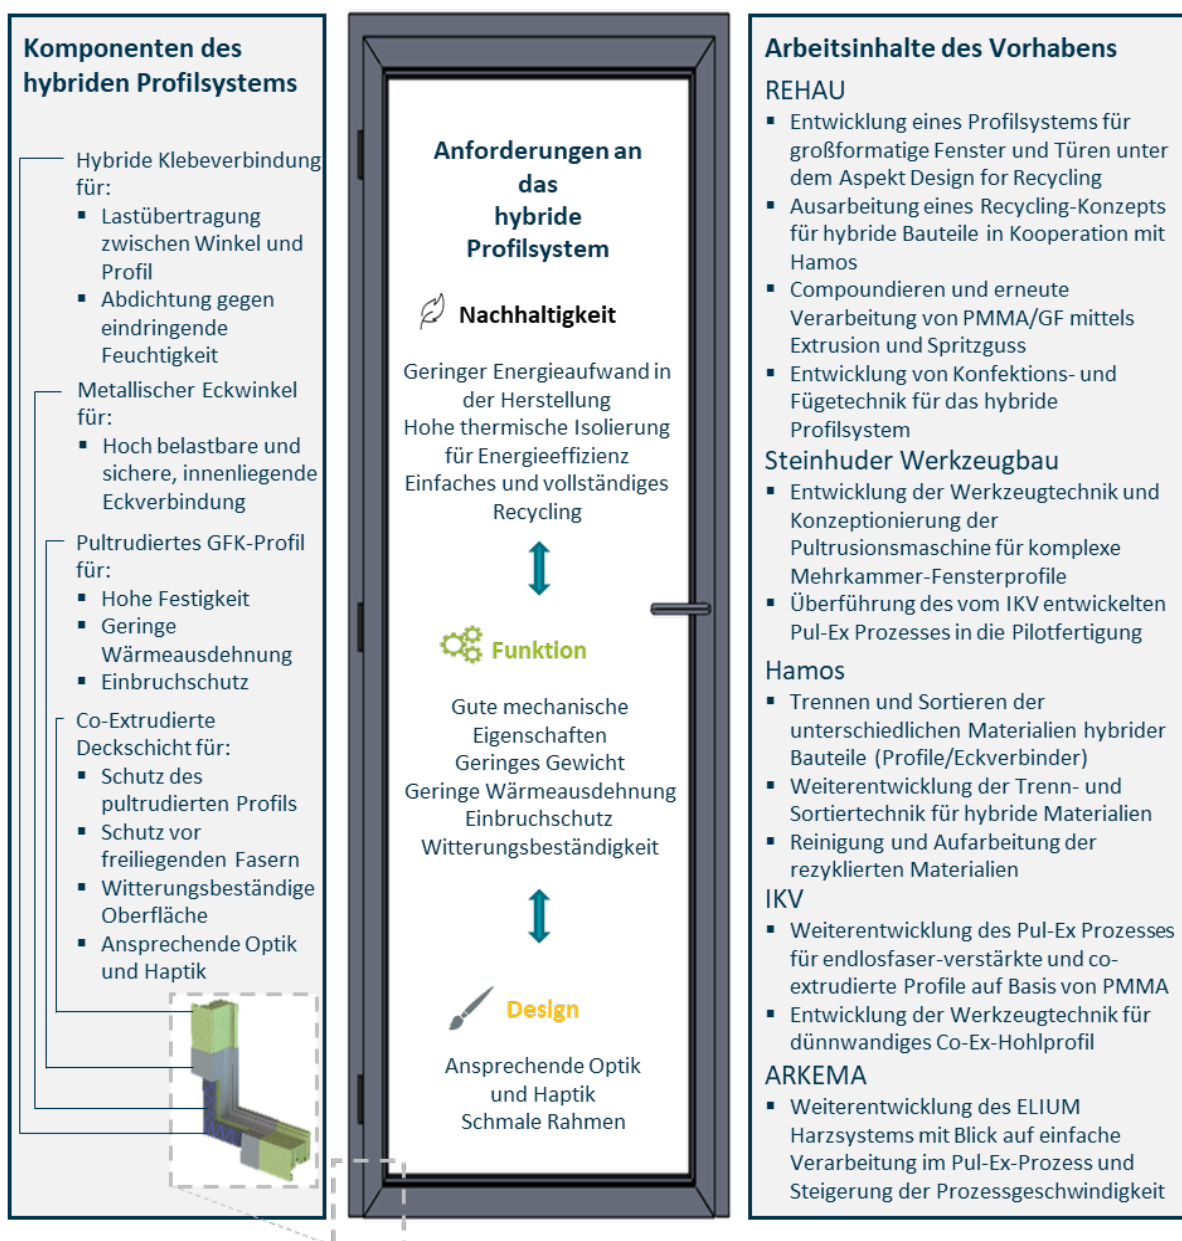 Komponenten des
hybriden Profilsystems
Hybride Klebeverbindung
für:
▪ Lastübertragung
zwischen Winkel und
Profil
▪ Abdichtung gegen
eindringende
Feuchtigkeit
Metallischer Eckwinkel
für:
▪ Hoch belastbare und
sichere, innenliegende
Eckverbindung
Pultrudiertes GFK-Profil
für:
▪ Hohe Festigkeit
▪ Geringe
Wärmeausdehnung
▪ Einbruchschutz
Co-Extrudierte
Deckschicht für:
▪ Schutz des
pultrudierten Profils
▪ Schutz vor
freiliegenden Fasern
▪ Witterungsbeständige
Oberfläche
▪ Ansprechende Optik
und Haptik
Anforderungen an
das
hybride
Profilsystem
Nachhaltigkeit
Geringer Energieaufwand in
der Herstellung
Hohe thermische Isolierung
für Energieeffizienz
Einfaches und vollständiges
Recycling
Funktion
Gute mechanische
Eigenschaften
Geringes Gewicht
Geringe Wärmeausdehnung
Einbruchschutz
Witterungsbeständigkeit
Design
Ansprechende Optik
und Haptik
Schmale Rahmen
Arbeitsinhalte des Vorhabens
REHAU
▪ Entwicklung eines Profilsystems für
großformatige Fenster und Türen unter
dem Aspekt Design for Recycling
▪ Ausarbeitung eines Recycling-Konzepts
für hybride Bauteile in Kooperation mit
Hamos
▪ Compoundieren und erneute
Verarbeitung von PMMA/GF mittels
Extrusion und Spritzguss
▪ Entwicklung von Konfektions- und
Fügetechnik für das hybride
Profilsystem
Steinhuder Werkzeugbau
▪ Entwicklung der Werkzeugtechnik und
Konzeptionierung der
Pultrusionsmaschine für komplexe
Mehrkammer-Fensterprofile
▪ Überführung des vom IKV entwickelten
Pul-Ex Prozesses in die Pilotfertigung
Hamos
▪ Trennen und Sortieren der
unterschiedlichen Materialien hybrider
Bauteile (Profile/Eckverbinder)
▪ Weiterentwicklung der Trenn- und
Sortiertechnik für hybride Materialien
▪ Reinigung und Aufarbeitung der
rezyklierten Materialien
IKV
▪ Weiterentwicklung des Pul-Ex Prozesses
für endlosfaser-verstärkte und co-
extrudierte Profile auf Basis von PMMA
▪ Entwicklung der Werkzeugtechnik für
dünnwandiges Co-Ex-Hohlprofil
ARKEMA
▪ Weiterentwicklung des ELIUM
Harzsystems mit Blick auf einfache
Verarbeitung im Pul-Ex-Prozess und
Steigerung der Prozessgeschwindigkeit